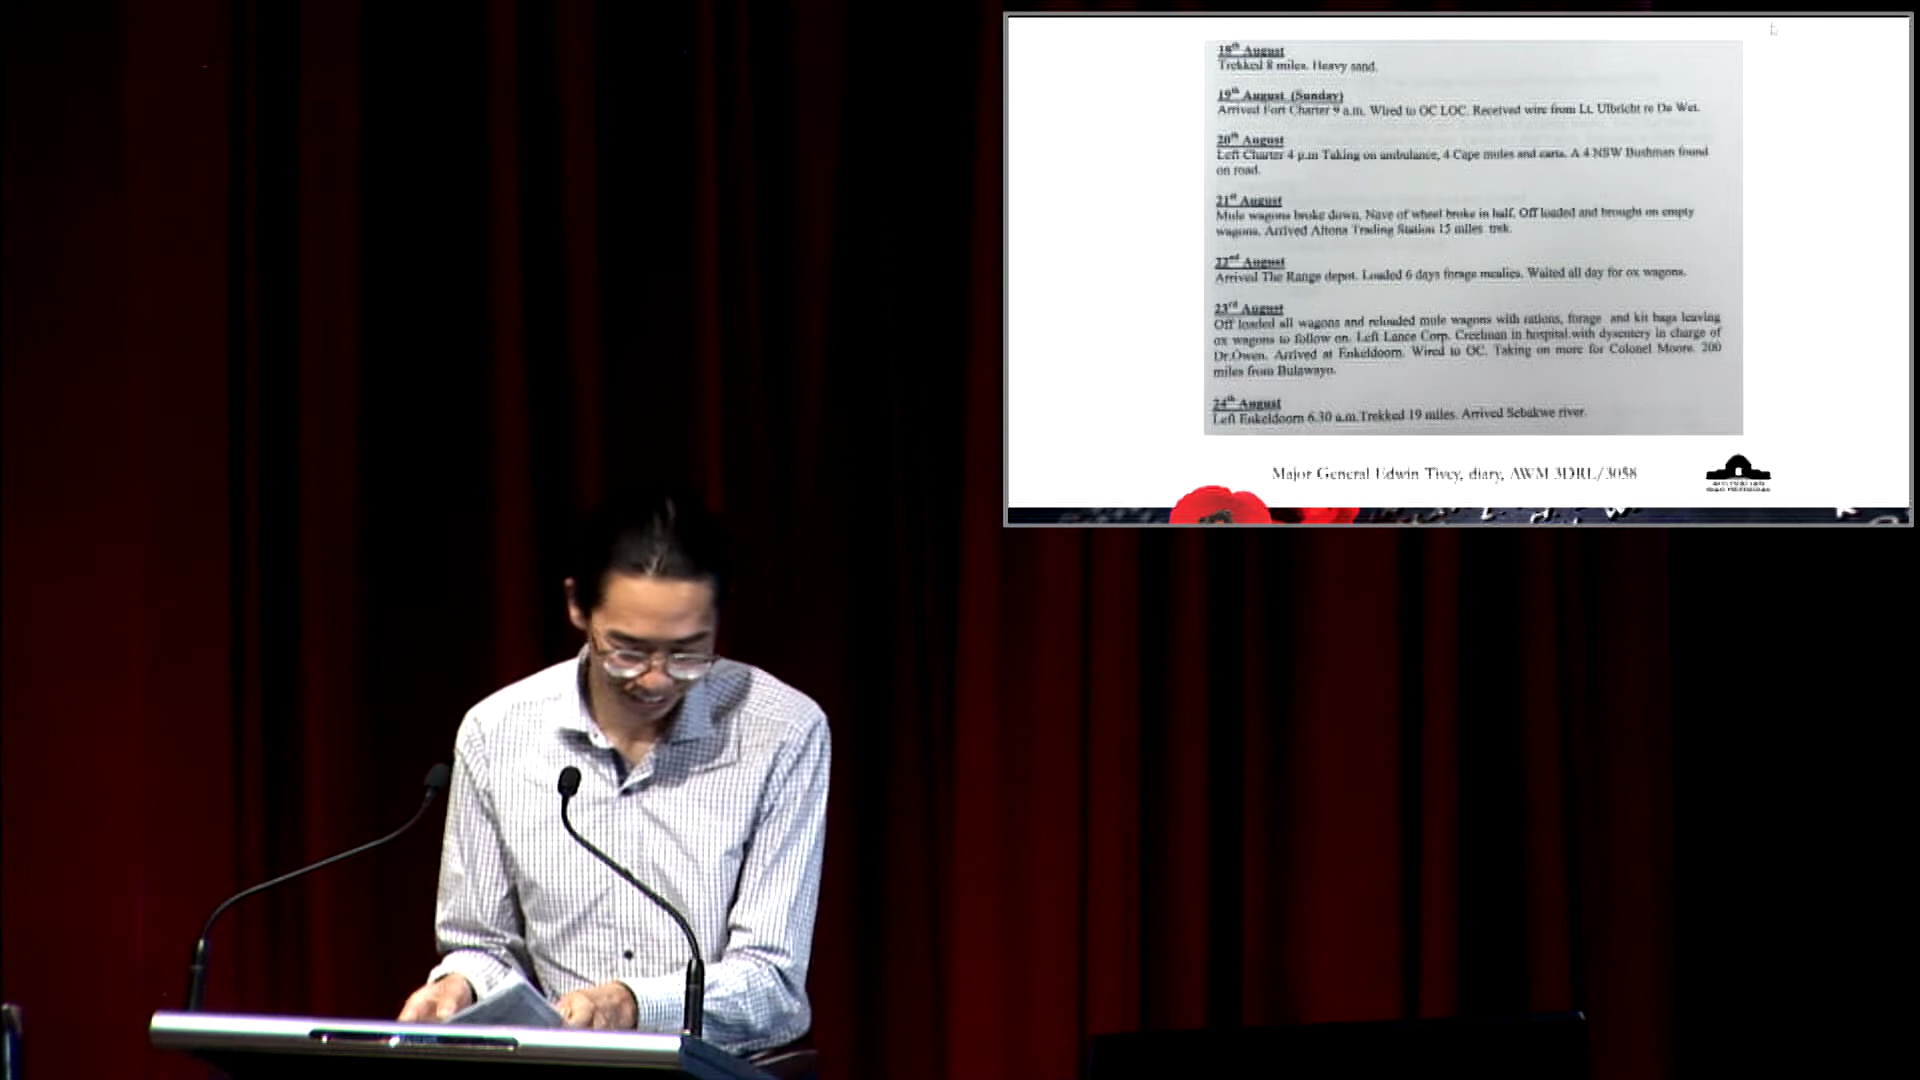 18th August
Trekked 8 miles. Heavy sand.
19th August (Sunday)
Arrived Fort Charter 9 a.m. Wired to OC LOC. Received wire from Lt. Ulbricht re De Wet.
20th August
Left Charter 4 p.m Taking on ambulance, 4 Cape mules and carts. A 4 NSW Bushman found
on road.
21st August
Mule wagons broke down, Nave of wheel broke in half. Off loaded and brought on empty
wagons. Arrived Altona Trading Station 15 miles trek.
22nd August
Arrived The Range depot. Loaded 6 days forage mealies. Waited all day for ox wagons.
23rd August
Off loaded all wagons and reloaded mule wagons with rations, forage and kit bags leaving
ox wagons to follow on. Left Lance Corp. Creelman in hospital with dysentery in charge of
Dr.Owen. Arrived at Enkeldoorn. Wired to OC. Taking on more for Colonel Moore. 200
miles from Bulawayo.
24th August
Left Enkeldoorn 6.30 a.m.Trekked 19 miles. Arrived Sebakwe river.
Major General Edwin Tivey, diary, AWM 3DRL/3058